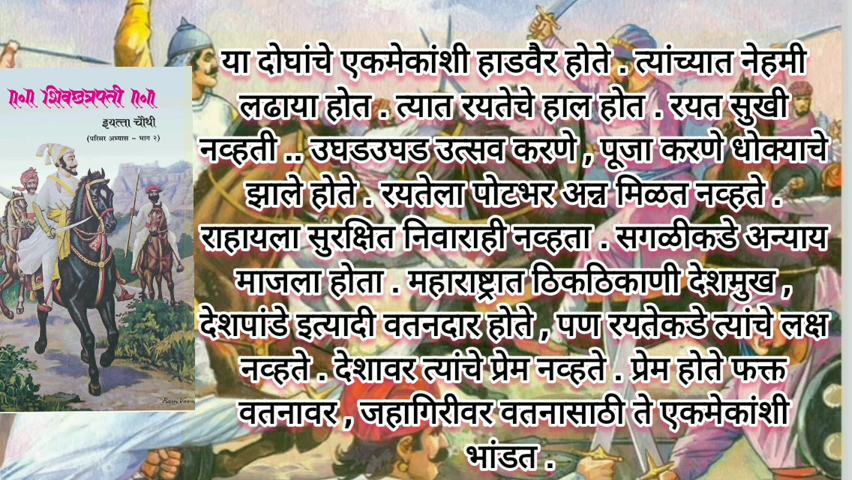 ॥०॥ शिवछत्रपती ॥०॥
इयत्ता चौथी
(परिसर अभ्यास - भाग २)
या दोघांचे एकमेकांशी हाडवैर होते . त्यांच्यात नेहमी
लढाया होत . त्यात रयतेचे हाल होत . रयत सुखी
नव्हती .. उघडउघड उत्सव करणे , पूजा करणे धोक्याचे
झाले होते . रयतेला पोटभर अन्न मिळत नव्हते .
राहायला सुरक्षित निवाराही नव्हता . सगळीकडे अन्याय
माजला होता . महाराष्ट्रात ठिकठिकाणी देशमुख ,
देशपांडे इत्यादी वतनदार होते , पण रयतेकडे त्यांचे लक्ष
नव्हते . देशावर त्यांचे प्रेम नव्हते . प्रेम होते फक्त
वतनावर , जहागिरीवर वतनासाठी ते एकमेकांशी
भांडत .